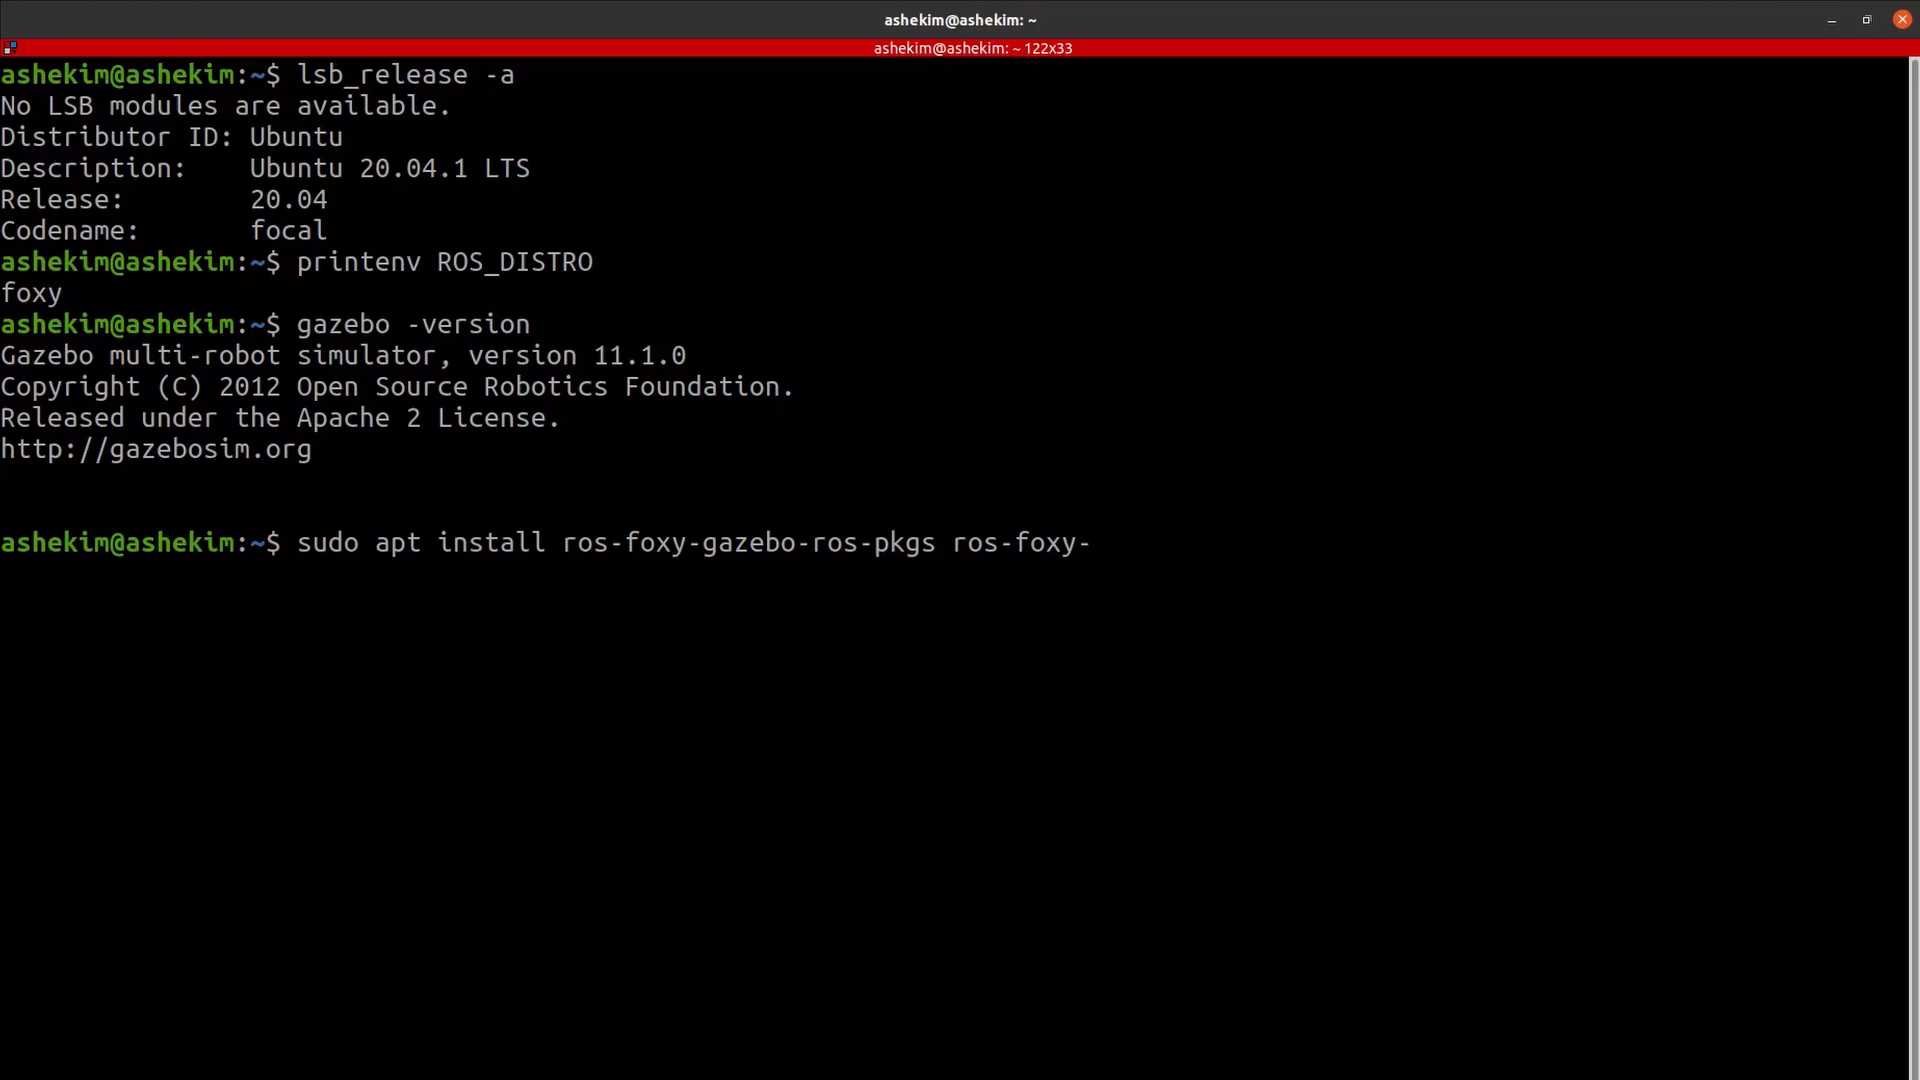 ashekim@ashekim: ~
ashekim@ashekim: ~ 122x33
ashekim@ashekim:~$ lsb_release -a
No LSB modules are available.
Distributor ID: Ubuntu
Description:    Ubuntu 20.04.1 LTS
Release:        20.04
Codename:       focal
ashekim@ashekim:~$ printenv ROS_DISTRO
foxy
ashekim@ashekim:~$ gazebo -version
Gazebo multi-robot simulator, version 11.1.0
Copyright (C) 2012 Open Source Robotics Foundation.
Released under the Apache 2 License.
http://gazebosim.org
ashekim@ashekim:~$ sudo apt install ros-foxy-gazebo-ros-pkgs ros-foxy-